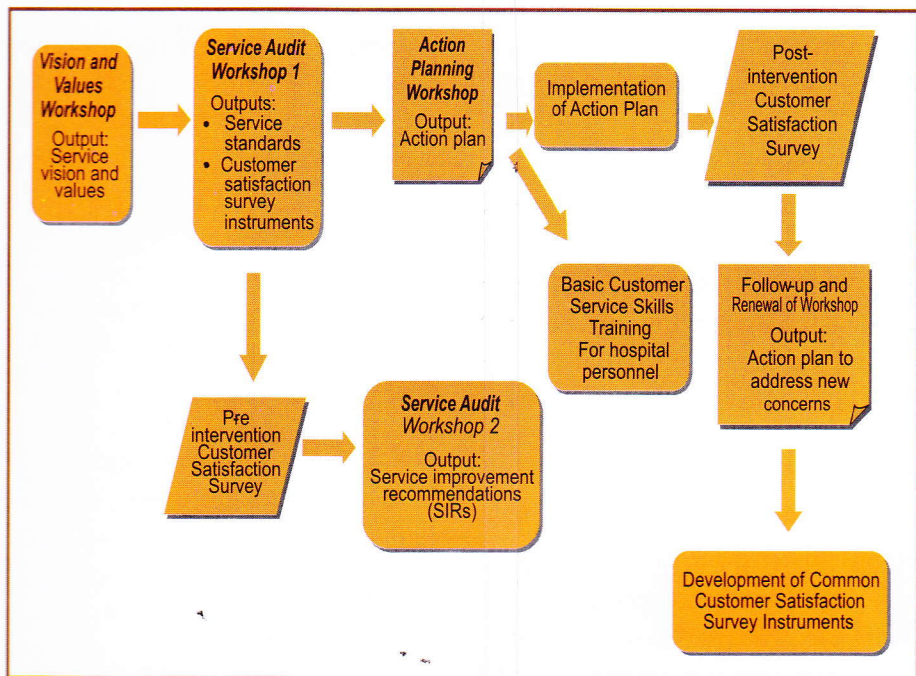 Vision and
Values
Workshop
Output:
Service
vision and
values
Service Audit
Workshop 1
Outputs:
• Service
standards
• Customer
satisfaction
survey
instruments
Action
Planning
Workshop
Output:
Action plan
Implementation
of Action Plan
Post-
intervention
Customer
Satisfaction
Survey
Basic Customer
Service Skills
Training
For hospital
personnel
Follow-up and
Renewal of Workshop
Output:
Action plan to
address new
concerns
Pre
intervention
Customer
Satisfaction
Survey
Service Audit
Workshop 2
Output:
Service improvement
recommendations
(SIRs)
Development of Common
Customer Satisfaction
Survey Instruments